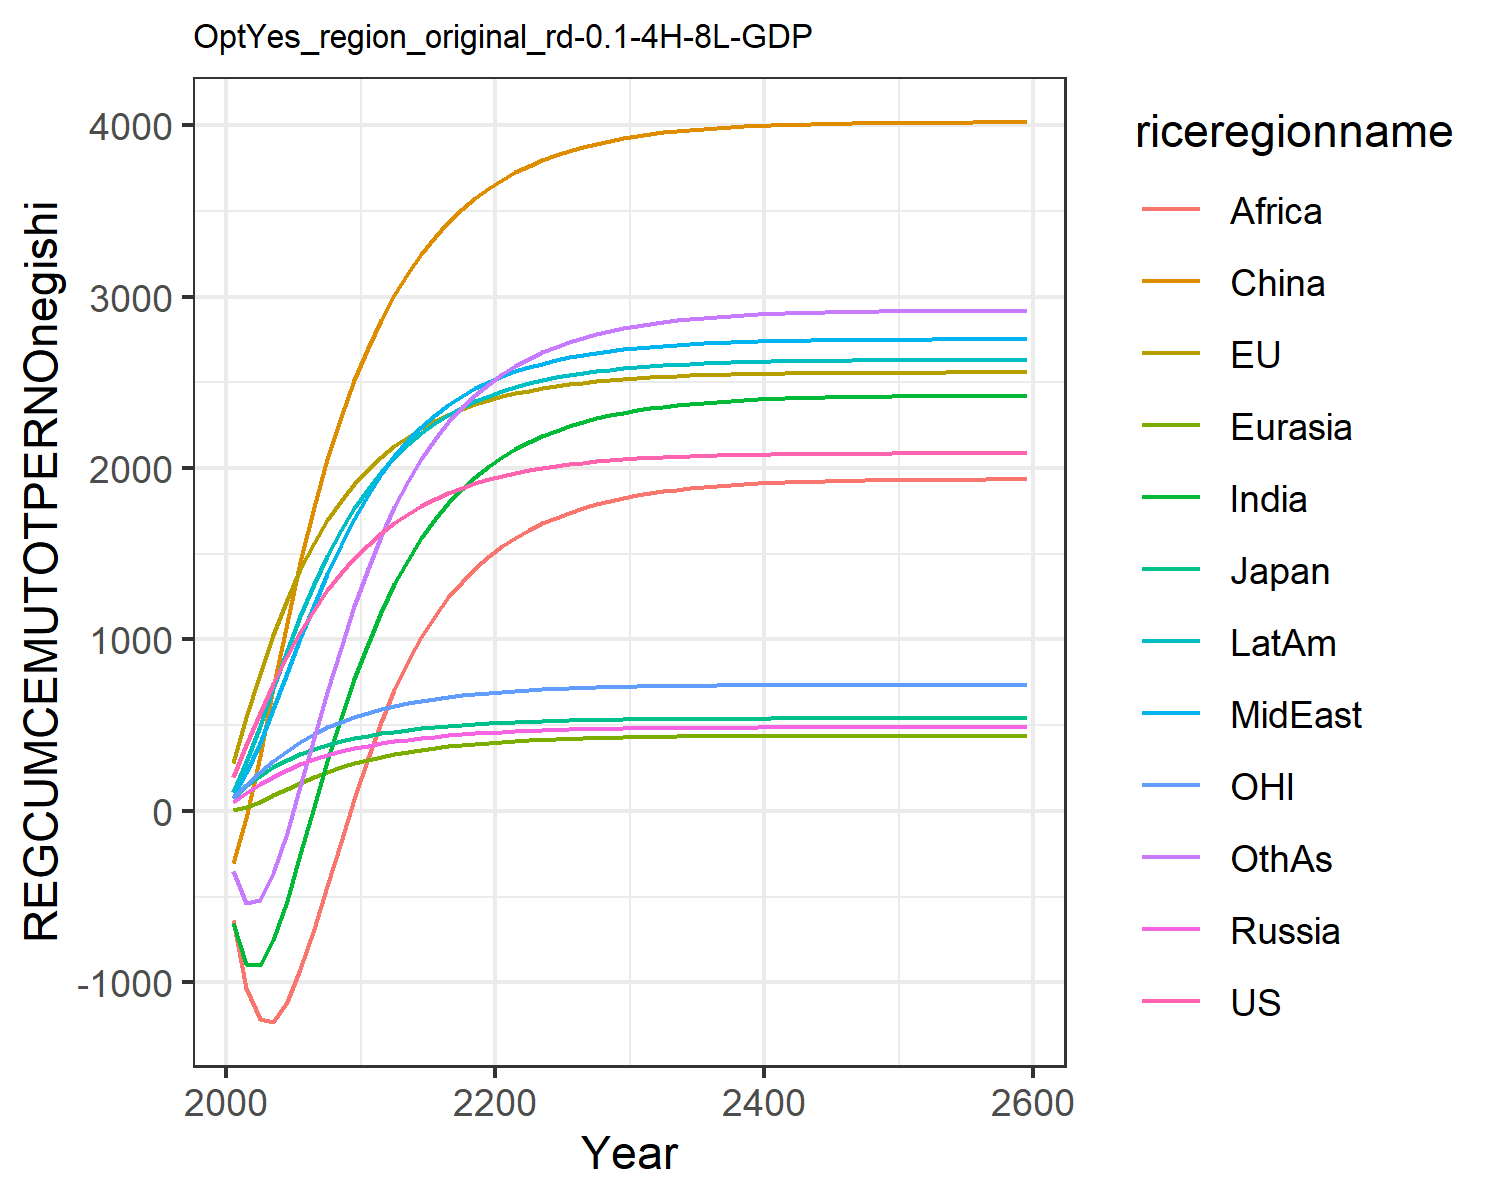 OptYes_region_original_rd-0.1-4H-8L-GDP
REGCUMCEMUTOTPERNOnegishi
4000
3000
2000
1000
0
-1000
2000
2200
2400
2600
Year
riceregionname
Africa
China
EU
Eurasia
India
Japan
LatAm
MidEast
OHI
OthAs
Russia
US